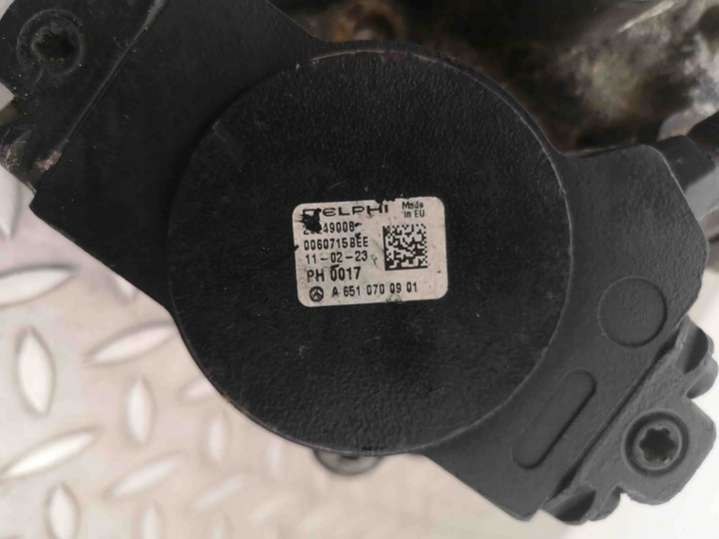 DELPHI Made in EU
0060715BEE
11-02-23
PH 0017
A 651 070 09 01